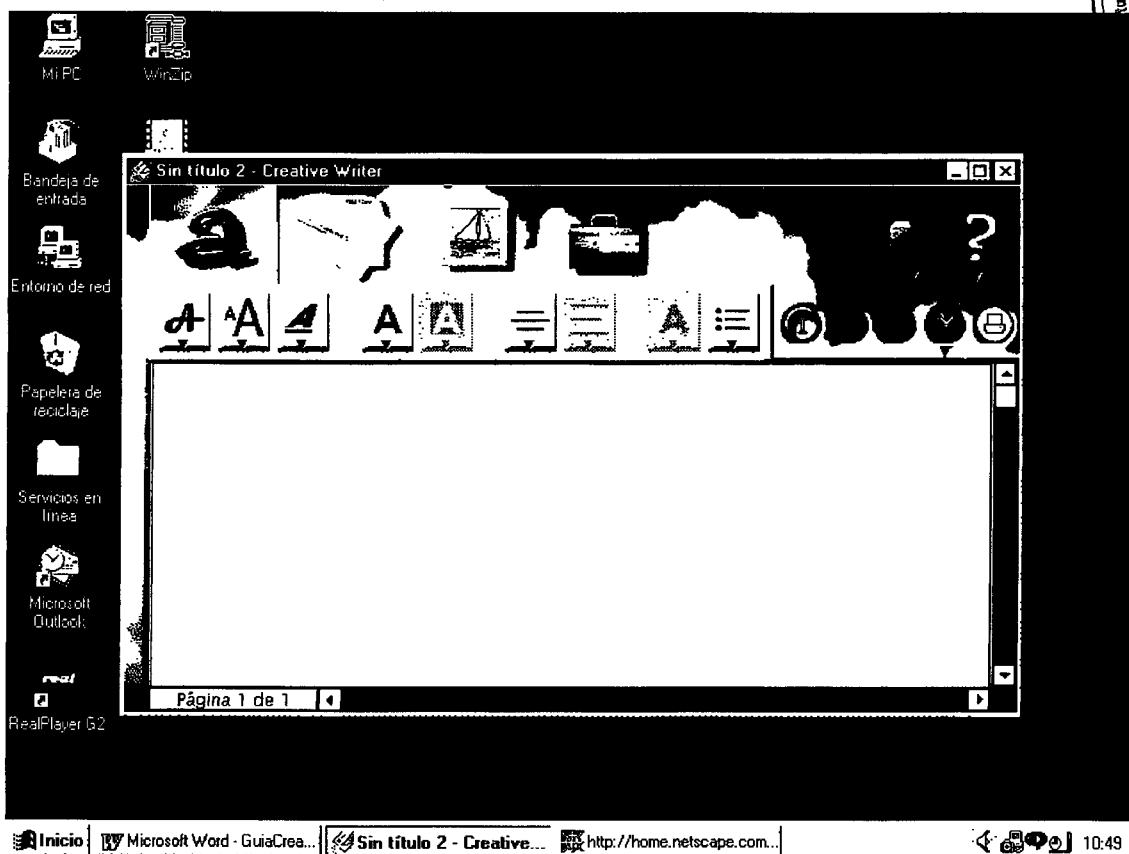 Mi PC
WinZip
Bandeja de
entrada
Entorno de red
Papelera de
reciclaje
Servicios en
línea
Microsoft
Outlook
real
RealPlayer G2
Sin título 2 - Creative Writer
?
A AA A A A A
Página 1 de 1
Inicio
Microsoft Word - GuiaCrea...
Sin título 2 - Creative...
http://home.netscape.com...
10:49